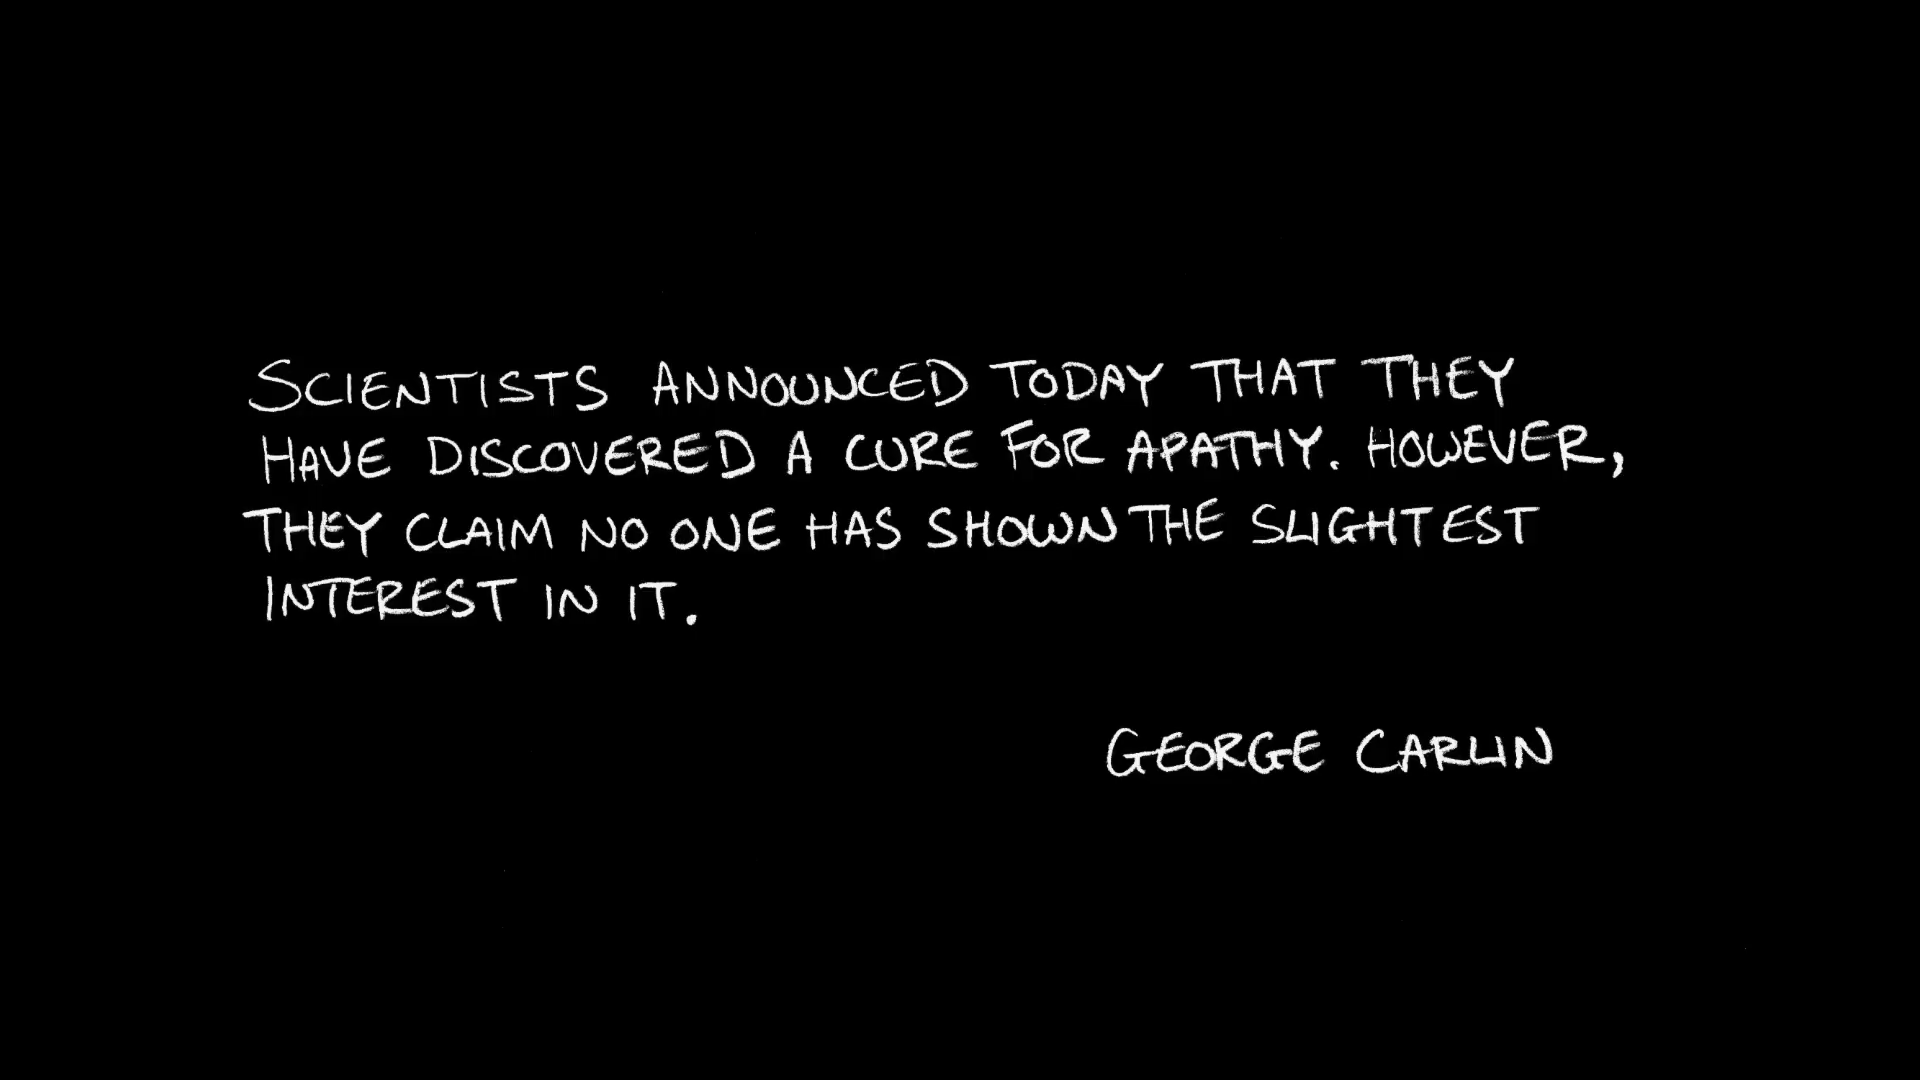 SCIENTISTS ANNOUNCED TODAY THAT THEY
HAVE DISCOVERED A CURE FOR APATHY. HOWEVER,
THEY CLAIM NO ONE HAS SHOWN THE SLIGHTEST
INTEREST IN IT.
GEORGE CARLIN